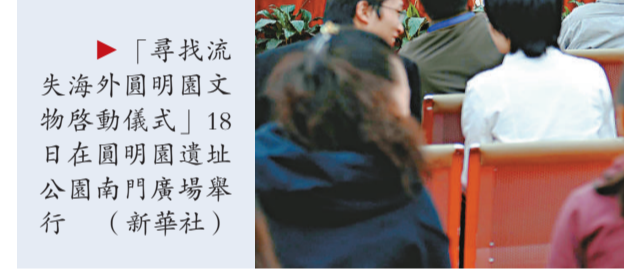 ▶「尋找流
失海外圓明園文
物啓動儀式」18
日在圓明園遺址
公園南門廣場舉
行 （新華社）